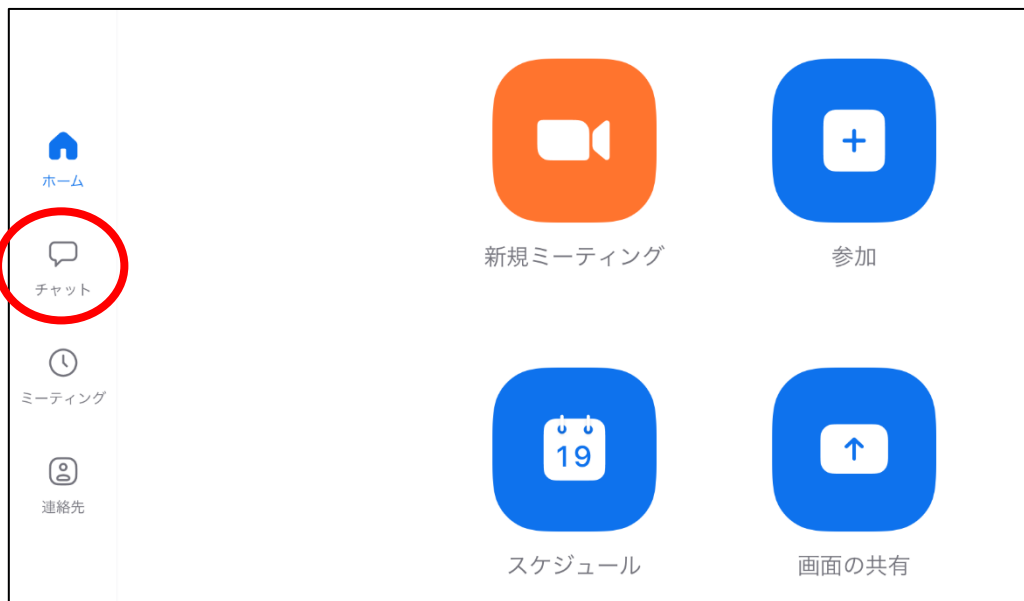 ホーム
チャット
ミーティング
連絡先
新規ミーティング
参加
19
スケジュール
画面の共有